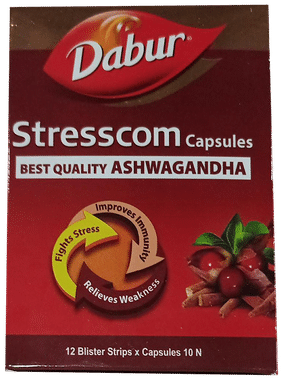 Dabur
Stresscom Capsules
BEST QUALITY ASHWAGANDHA
Fights Stress
Improves Immunity
Relieves Weakness
12 Blister Strips x Capsules 10 N